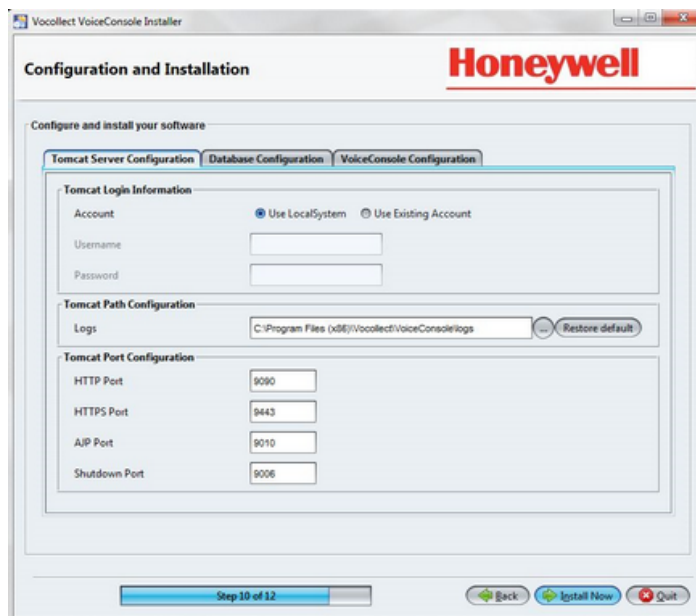 Vocollect VoiceConsole Installer
Configuration and Installation
Honeywell
Configure and install your software
Tomcat Server Configuration Database Configuration VoiceConsole Configuration
Tomcat Login Information
Account Use LocalSystem Use Existing Account
Username
Password
Tomcat Path Configuration
Logs C:\Program Files (x86)\Vocollect\VoiceConsole\logs ... Restore default
Tomcat Port Configuration
HTTP Port 9090
HTTPS Port 9443
AJP Port 9010
Shutdown Port 9006
Step 10 of 12 Back Install Now Quit